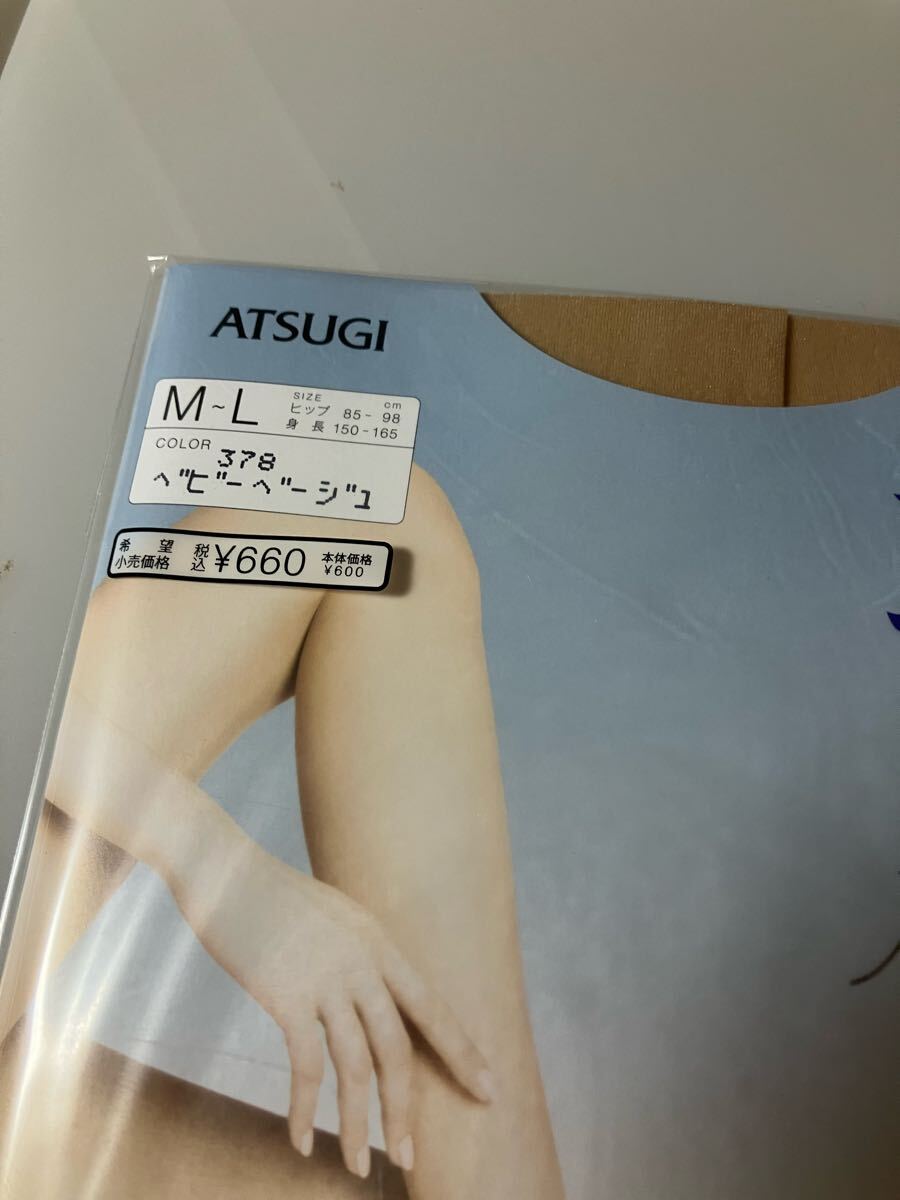 ATSUGI
M~L
SIZE cm
ヒップ 85-98
身長 150-165
COLOR 378
ベビーベージュ
希望小売価格 税込 ¥660 本体価格 ¥600